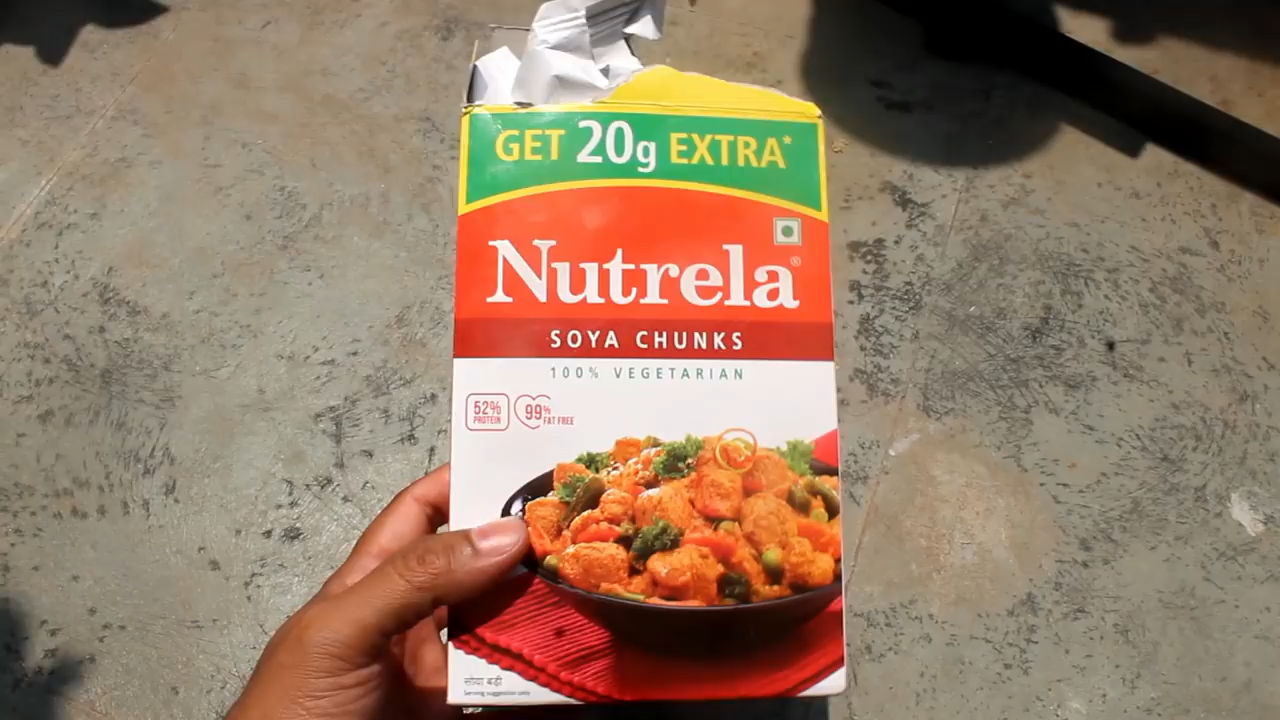 GET 20g EXTRA*
Nutrela®
SOYA CHUNKS
100% VEGETARIAN
52%
PROTEIN
99%
FAT FREE
सोया बड़ी
Serving suggestion only